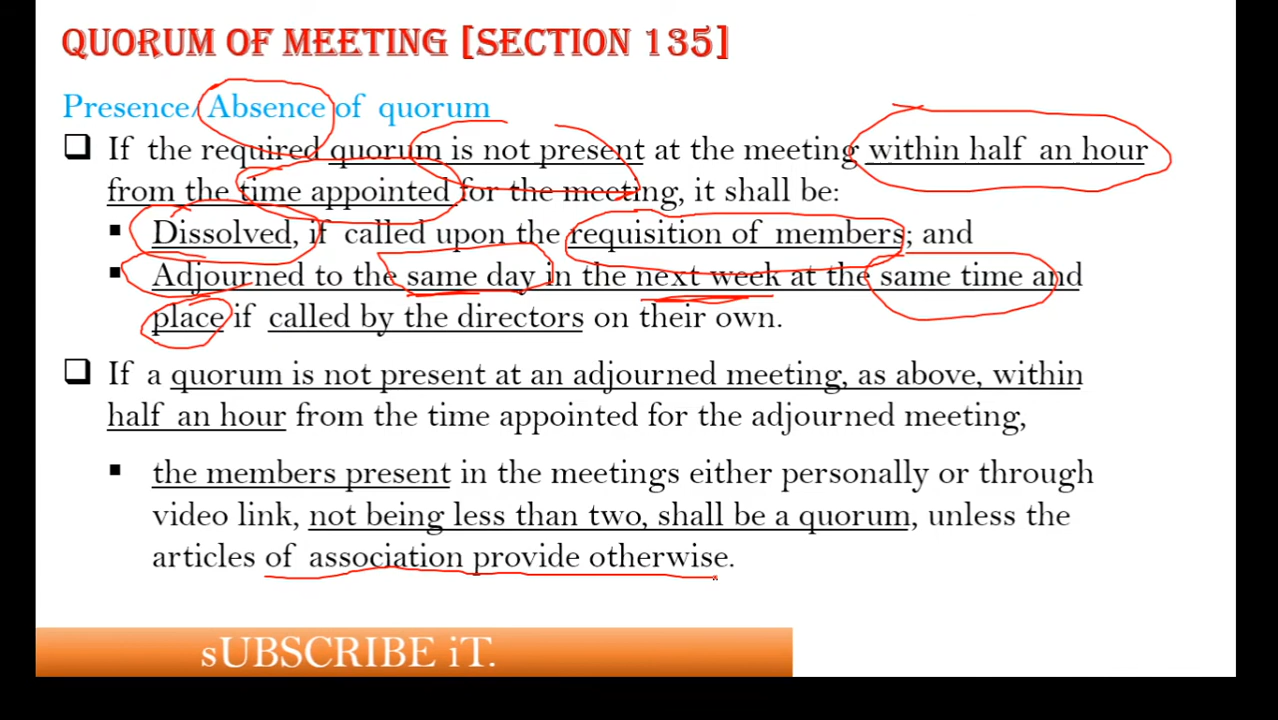 QUORUM OF MEETING [SECTION 135]
Presence/Absence of quorum
❑ If the required quorum is not present at the meeting within half an hour
from the time appointed for the meeting, it shall be:
▪ Dissolved, if called upon the requisition of members; and
▪ Adjourned to the same day in the next week at the same time and
place if called by the directors on their own.
❑ If a quorum is not present at an adjourned meeting, as above, within
half an hour from the time appointed for the adjourned meeting,
▪ the members present in the meetings either personally or through
video link, not being less than two, shall be a quorum, unless the
articles of association provide otherwise.
sUBSCRIBE iT.